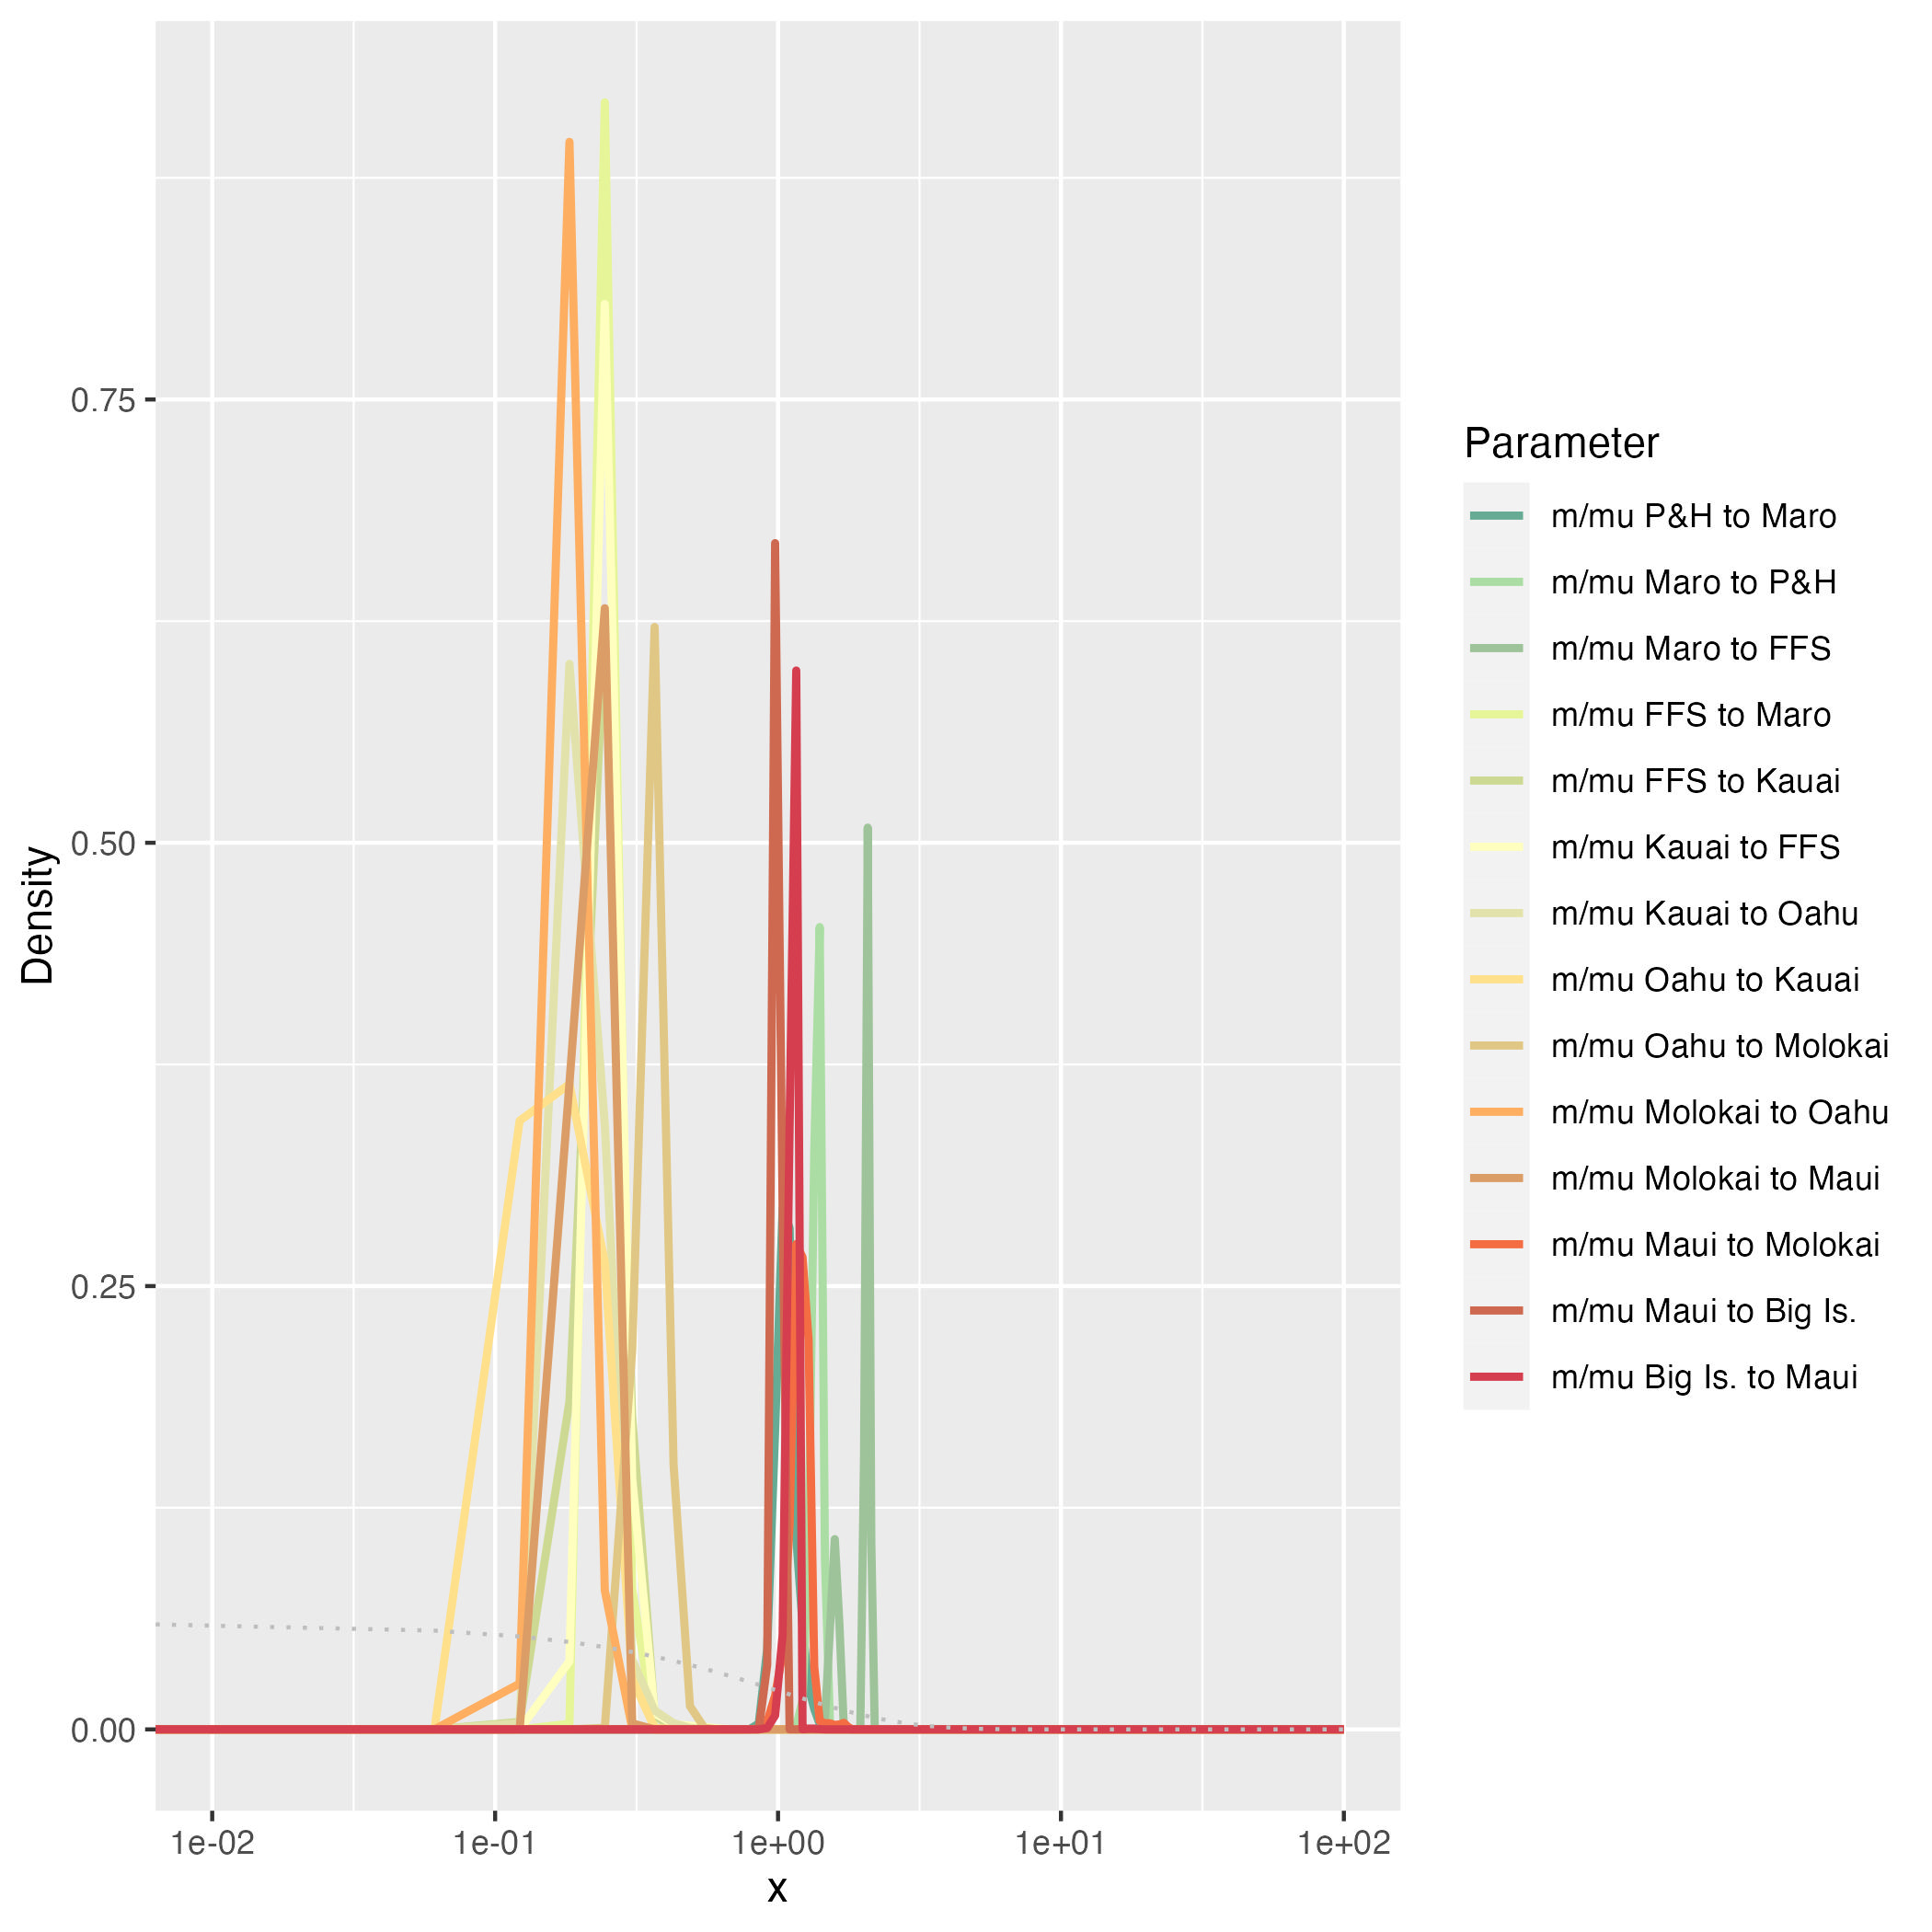 0.75
0.50
0.25
0.00
Density
1e-02 1e-01 1e+00 1e+01 1e+02
x
Parameter
m/mu P&H to Maro
m/mu Maro to P&H
m/mu Maro to FFS
m/mu FFS to Maro
m/mu FFS to Kauai
m/mu Kauai to FFS
m/mu Kauai to Oahu
m/mu Oahu to Kauai
m/mu Oahu to Molokai
m/mu Molokai to Oahu
m/mu Molokai to Maui
m/mu Maui to Molokai
m/mu Maui to Big Is.
m/mu Big Is. to Maui